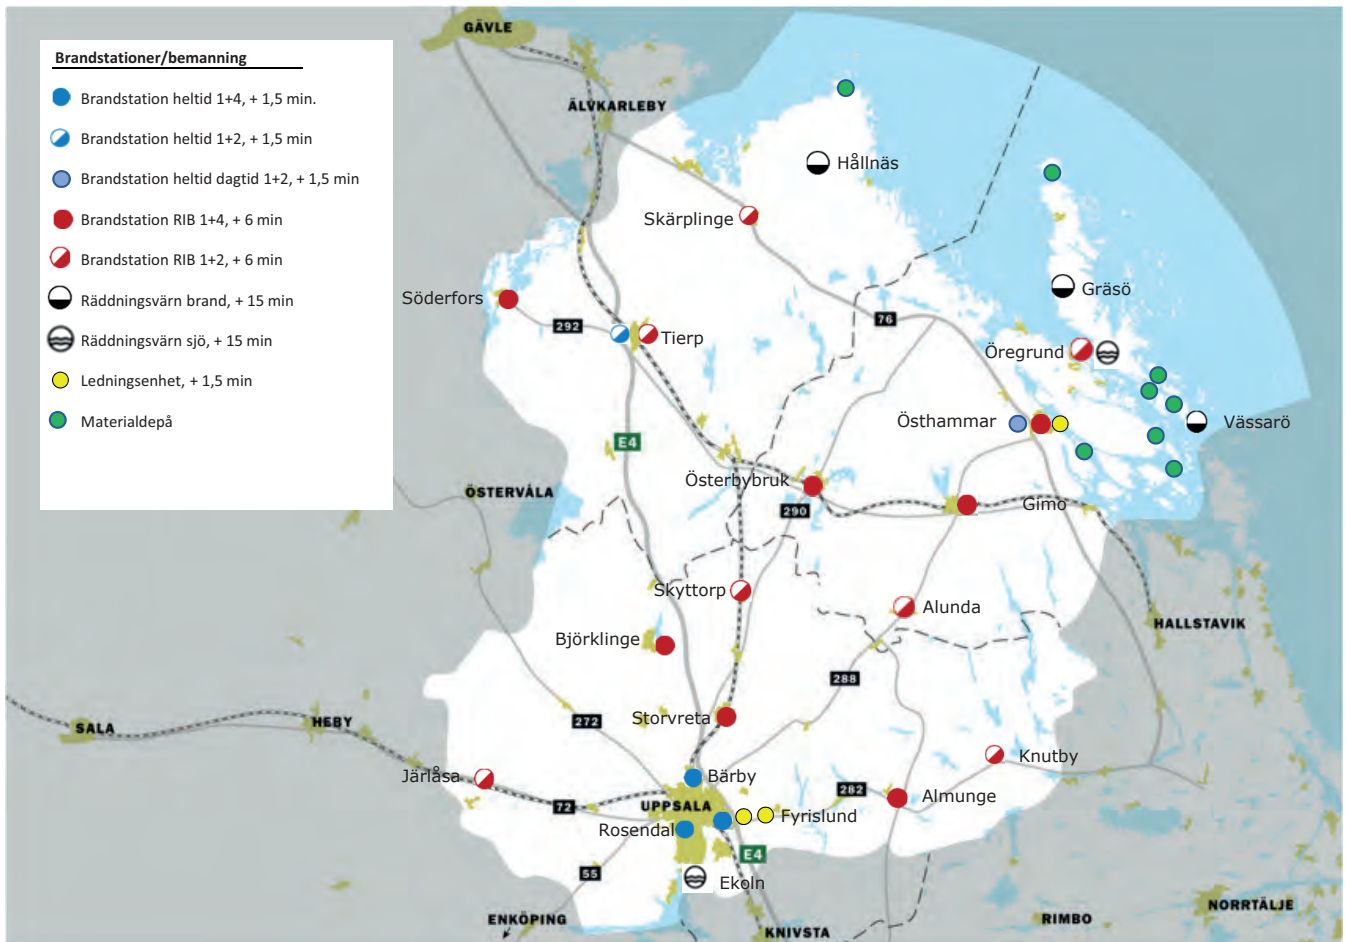 GÄVLE
Brandstationer/bemanning
Brandstation heltid 1+4, + 1,5 min.
Brandstation heltid 1+2, + 1,5 min
Brandstation heltid dagtid 1+2, + 1,5 min
Brandstation RIB 1+4, + 6 min
Brandstation RIB 1+2, + 6 min
Räddningsvärn brand, + 15 min
Räddningsvärn sjö, + 15 min
Ledningsenhet, + 1,5 min
Materialdepå
ÄLVKARLEBY
Hållnäs
Skärplinge
Gräsö
Söderfors
292
76
Tierp
Öregrund
Östhammar
Vässarö
E4
Österbybruk
ÖSTERVÅLA
290
Gimo
Skyttorp
Alunda
HALLSTAVIK
Björklinge
288
Storvreta
272
SALA
HEBY
Knutby
Järlåsa
Bärby
282
Almunge
72
UPPSALA
Fyrislund
Rosendal
E4
55
Ekoln
ENKÖPING
KNIVSTA
RIMBO
NORRTÄLJE